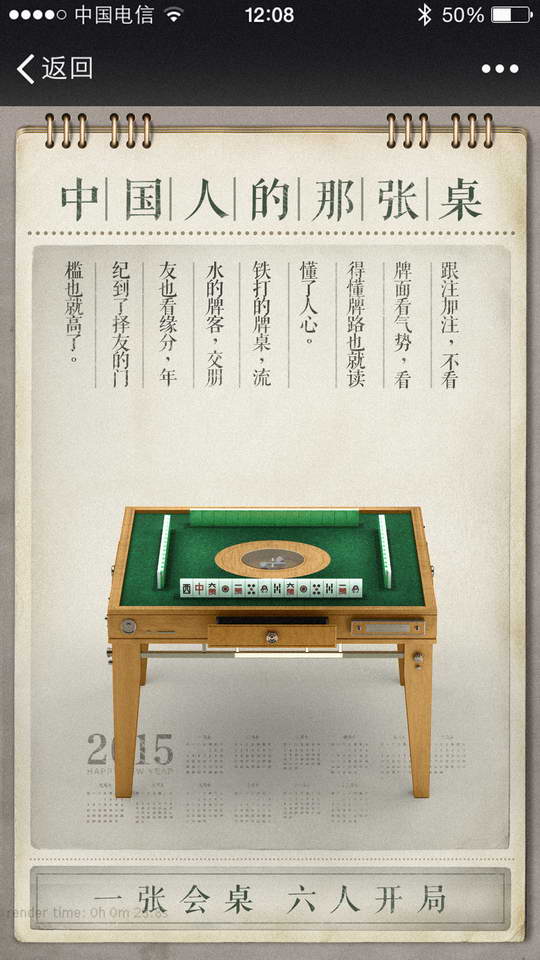 中国电信
12:08
50%
返回
中国人的那张桌
跟注加注，不看
牌面看气势，看
得懂牌路也就读
懂了人心。
铁打的牌桌，流
水的牌客，交朋
友也看缘分，年
纪到了择友的门
槛也就高了。
2015
HAPPY NEW YEAR
一张会桌 六人开局
render time: 0h 0m